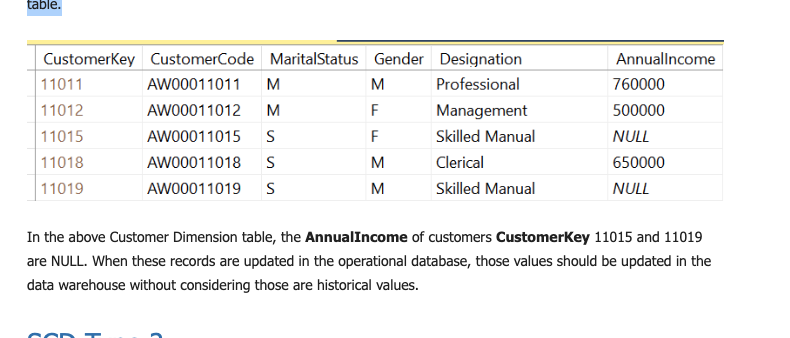 table.
CustomerKey CustomerCode MaritalStatus Gender Designation AnnualIncome
11011 AW00011011 M M Professional 760000
11012 AW00011012 M F Management 500000
11015 AW00011015 S F Skilled Manual NULL
11018 AW00011018 S M Clerical 650000
11019 AW00011019 S M Skilled Manual NULL
In the above Customer Dimension table, the AnnualIncome of customers CustomerKey 11015 and 11019
are NULL. When these records are updated in the operational database, those values should be updated in the
data warehouse without considering those are historical values.